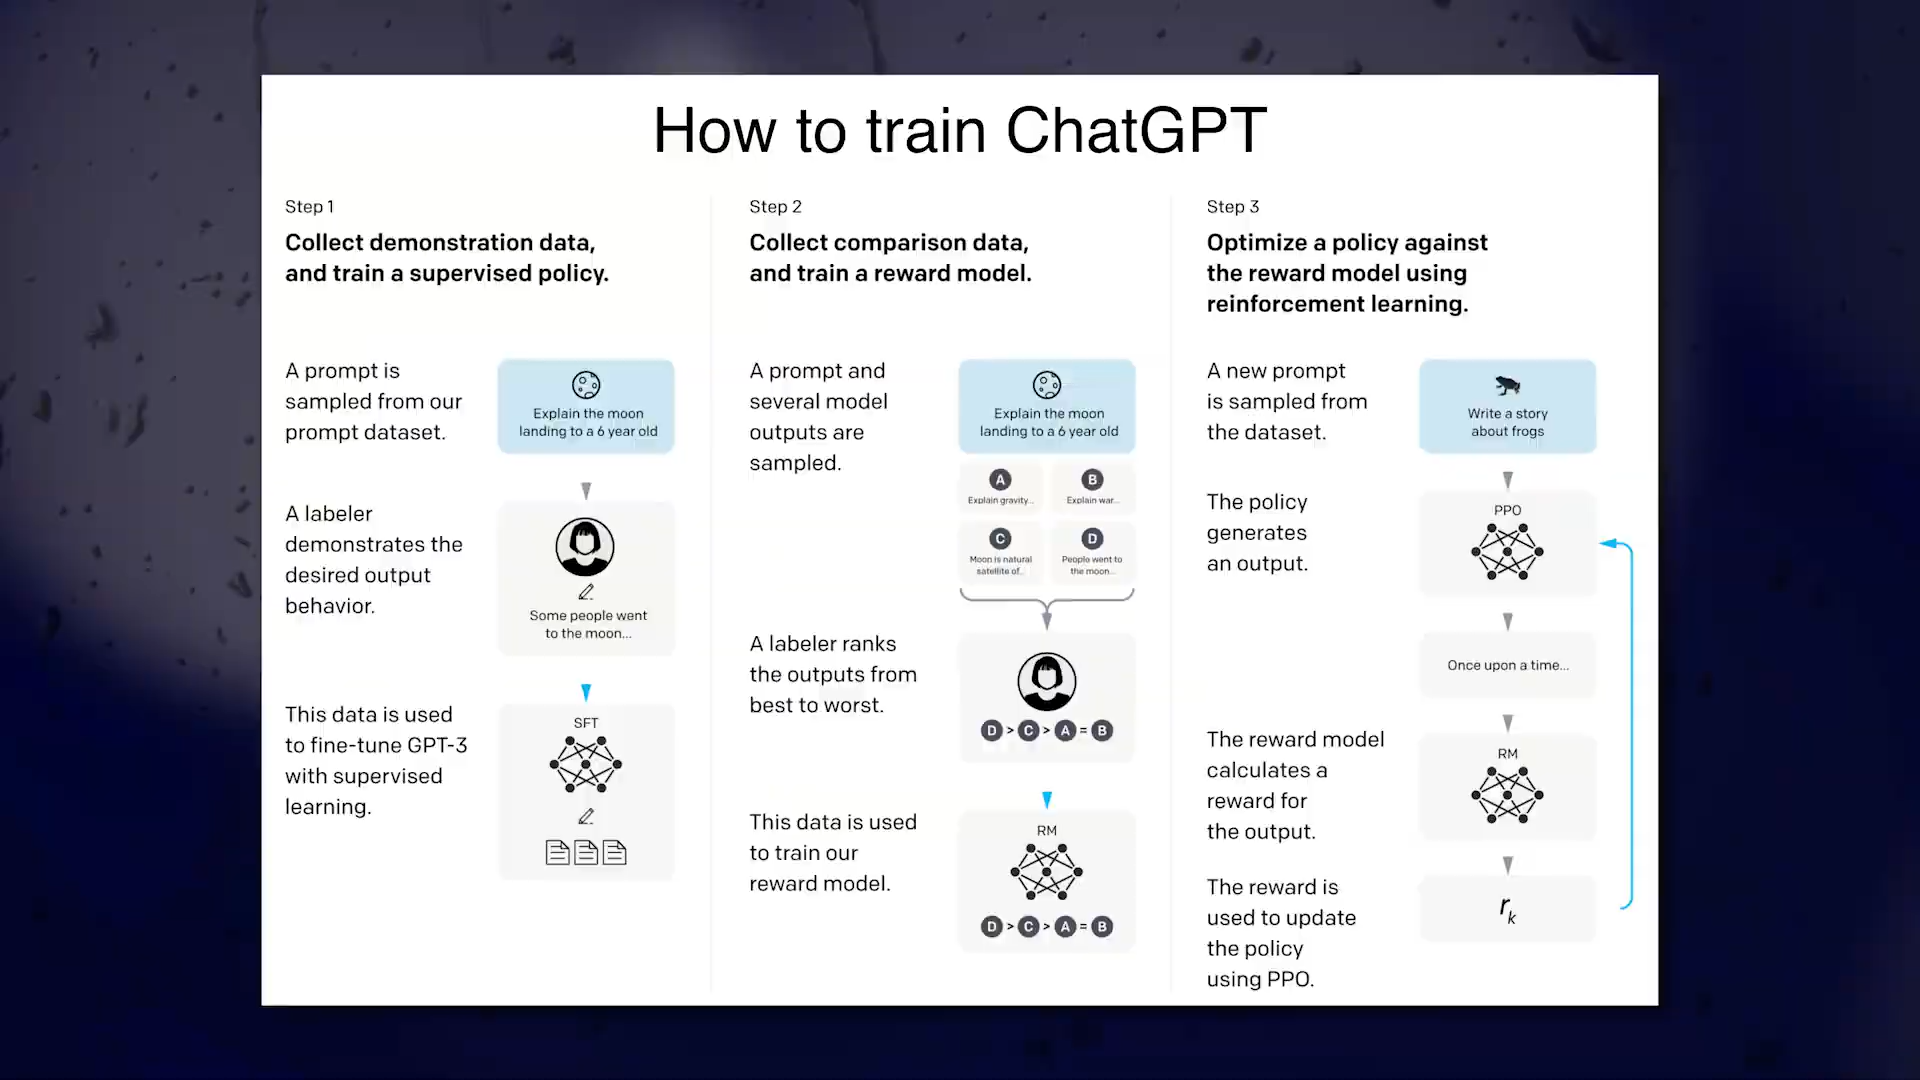 How to train ChatGPT
Step 1
Collect demonstration data,
and train a supervised policy.
A prompt is
sampled from our
prompt dataset.
Explain the moon
landing to a 6 year old
A labeler
demonstrates the
desired output
behavior.
Some people went
to the moon...
This data is used
to fine-tune GPT-3
with supervised
learning.
SFT
Step 2
Collect comparison data,
and train a reward model.
A prompt and
several model
outputs are
sampled.
Explain the moon
landing to a 6 year old
A
Explain gravity...
B
Explain war...
C
Moon is natural
satellite of...
D
People went to
the moon...
A labeler ranks
the outputs from
best to worst.
D > C > A = B
This data is used
to train our
reward model.
RM
D > C > A = B
Step 3
Optimize a policy against
the reward model using
reinforcement learning.
A new prompt
is sampled from
the dataset.
Write a story
about frogs
The policy
generates
an output.
PPO
Once upon a time...
The reward model
calculates a
reward for
the output.
RM
The reward is
used to update
the policy
using PPO.
rk